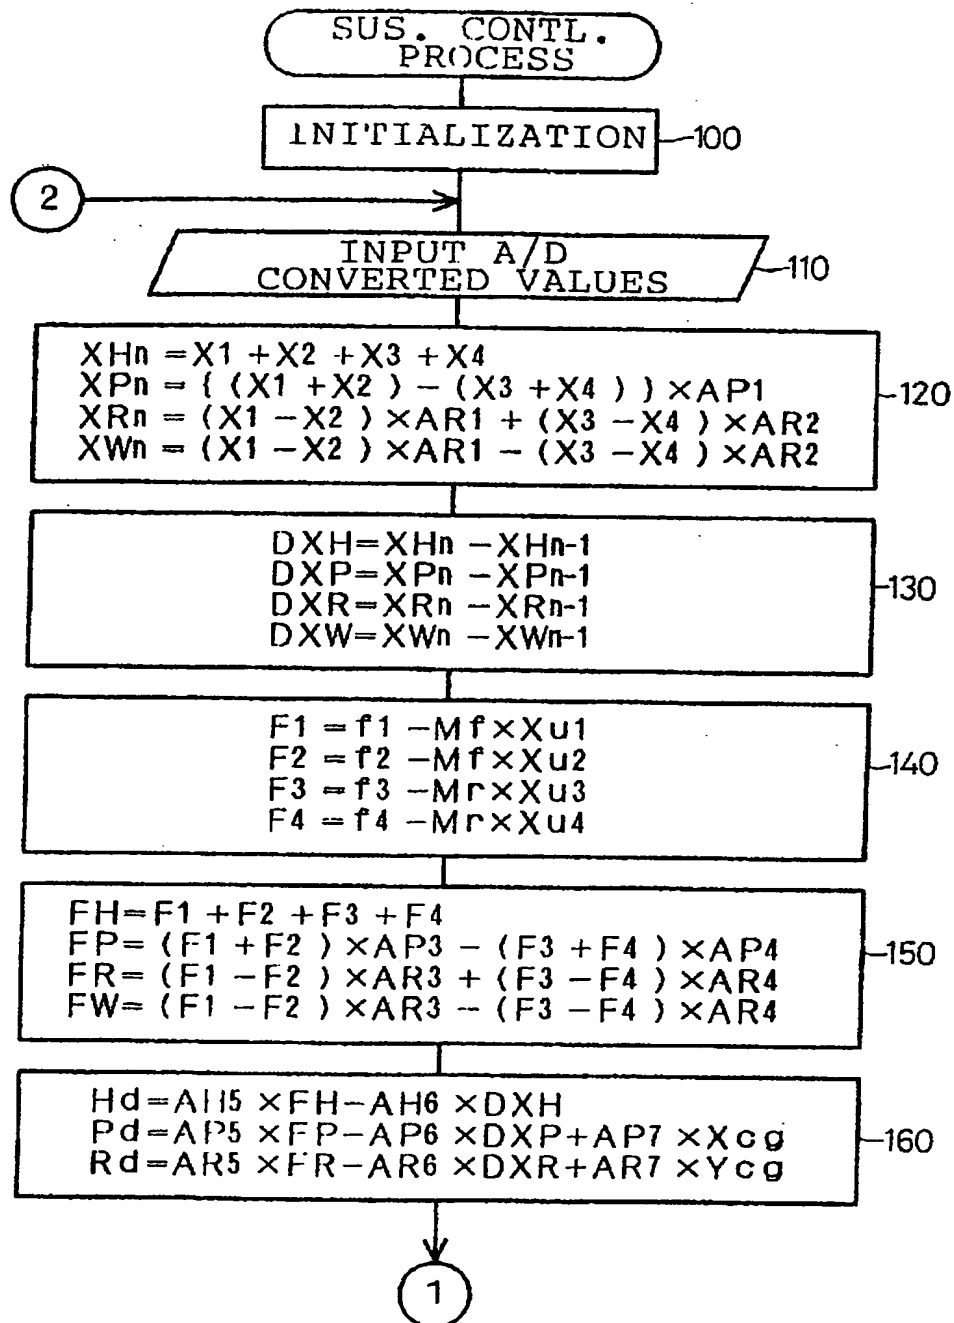 SUS. CONTL.
PROCESS
INITIALIZATION
100
2
INPUT A/D
CONVERTED VALUES
110
XHn = X1 + X2 + X3 + X4
XPn = { (X1 + X2 ) − (X3 + X4 ) } × AP1
XRn = (X1 − X2 ) × AR1 + (X3 − X4 ) × AR2
XWn = (X1 − X2 ) × AR1 − (X3 − X4 ) × AR2
120
DXH = XHn − XHn-1
DXP = XPn − XPn-1
DXR = XRn − XRn-1
DXW = XWn − XWn-1
130
F1 = f1 − Mf × Xu1
F2 = f2 − Mf × Xu2
F3 = f3 − Mr × Xu3
F4 = f4 − Mr × Xu4
140
FH = F1 + F2 + F3 + F4
FP = (F1 + F2 ) × AP3 − (F3 + F4 ) × AP4
FR = (F1 − F2 ) × AR3 + (F3 − F4 ) × AR4
FW = (F1 − F2 ) × AR3 − (F3 − F4 ) × AR4
150
Hd = AH5 × FH − AH6 × DXH
Pd = AP5 × FP − AP6 × DXP + AP7 × Xcg
Rd = AR5 × FR − AR6 × DXR + AR7 × Ycg
160
1